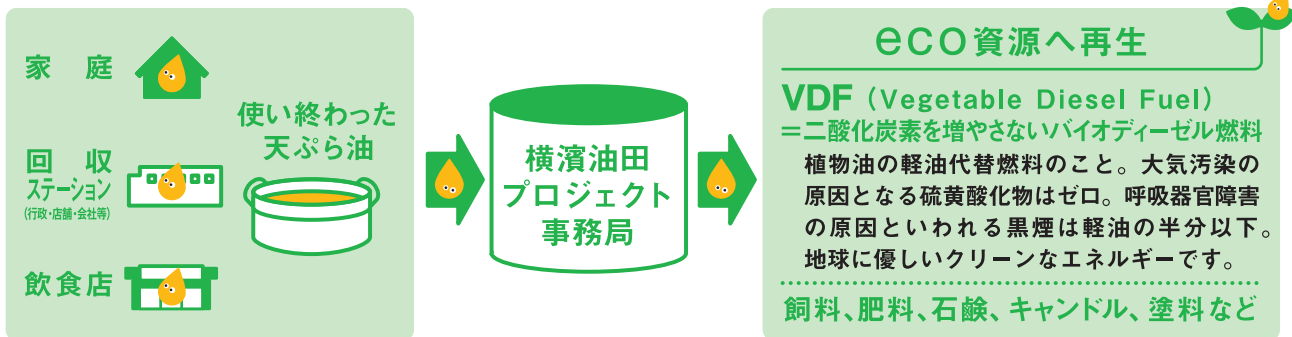 家 庭
回 収
ステーション
(行政・店舗・会社等)
飲食店
使い終わった
天ぷら油
横濱油田
プロジェクト
事務局
eco資源へ再生
VDF (Vegetable Diesel Fuel)
=二酸化炭素を増やさないバイオディーゼル燃料
植物油の軽油代替燃料のこと。大気汚染の
原因となる硫黄酸化物はゼロ。呼吸器官障害
の原因といわれる黒煙は軽油の半分以下。
地球に優しいクリーンなエネルギーです。
飼料、肥料、石鹸、キャンドル、塗料など